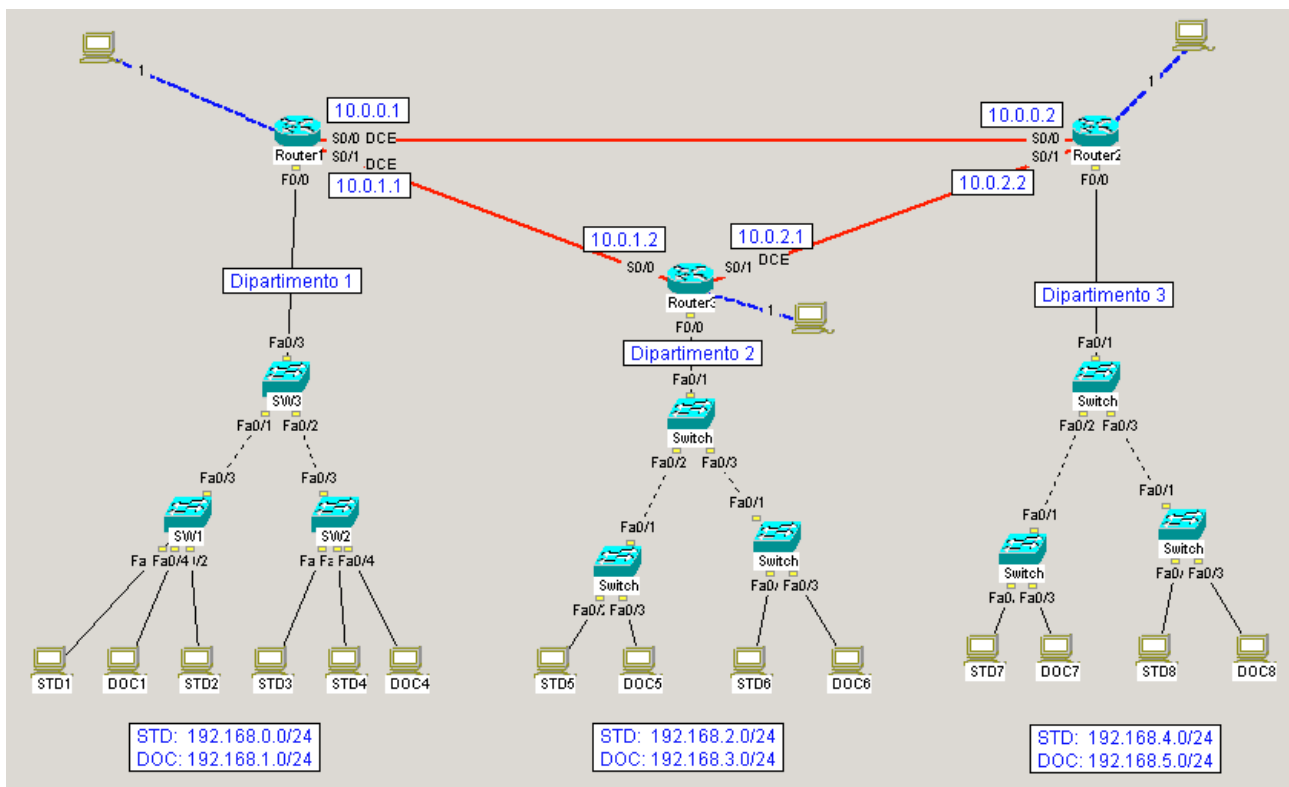 1
1
10.0.0.1
10.0.0.2
S0/0 DCE
S0/0
Router1
S0/1
DCE
S0/1
Router2
F0/0
F0/0
10.0.1.1
10.0.2.2
10.0.1.2
10.0.2.1
S0/0
S0/1
DCE
Dipartimento 1
Router3
1
Dipartimento 3
F0/0
Dipartimento 2
Fa0/3
Fa0/1
SW3
Fa0/1
Fa0/1 Fa0/2
Switch
Switch
Fa0/2 Fa0/3
Fa0/2 Fa0/3
Fa0/3
Fa0/3
Fa0/1
Fa0/1
Fa0/1
Fa0/1
SW1
SW2
Switch
Switch
Switch
Switch
Fa0/4
Fa0/4
Fa0/3
Fa0/3
Fa0/3
Fa0/3
STD1
DOC1
STD2
STD3
STD4
DOC4
STD5
DOC5
STD6
DOC6
STD7
DOC7
STD8
DOC8
STD: 192.168.0.0/24
DOC: 192.168.1.0/24
STD: 192.168.2.0/24
DOC: 192.168.3.0/24
STD: 192.168.4.0/24
DOC: 192.168.5.0/24